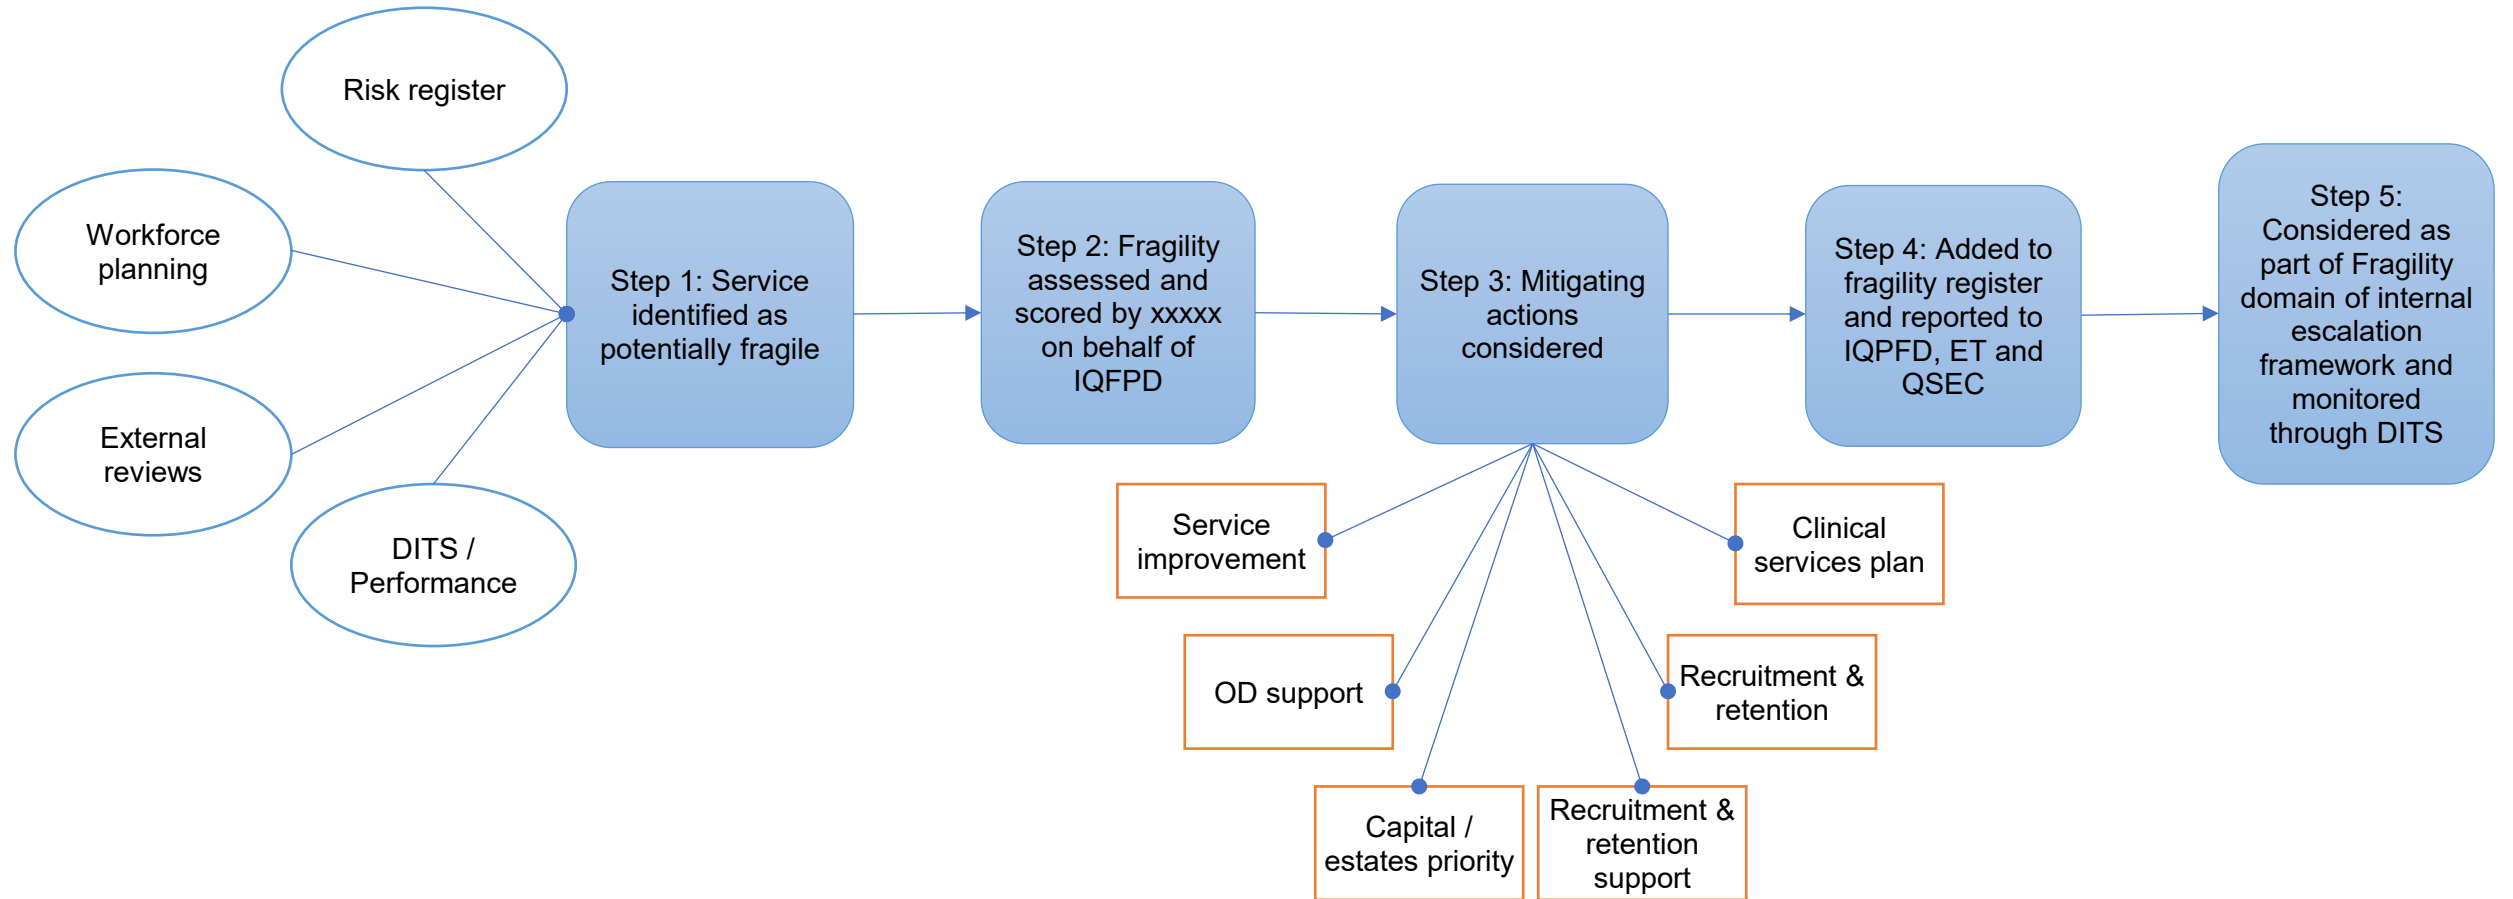 Risk register
Workforce
planning
External
reviews
DITS /
Performance
Step 1: Service
identified as
potentially fragile
Step 2: Fragility
assessed and
scored by xxxxx
on behalf of
IQFPD
Step 3: Mitigating
actions
considered
Step 4: Added to
fragility register
and reported to
IQPFD, ET and
QSEC
Step 5:
Considered as
part of Fragility
domain of internal
escalation
framework and
monitored
through DITS
Service
improvement
OD support
Capital /
estates priority
Recruitment &
retention
support
Recruitment &
retention
Clinical
services plan